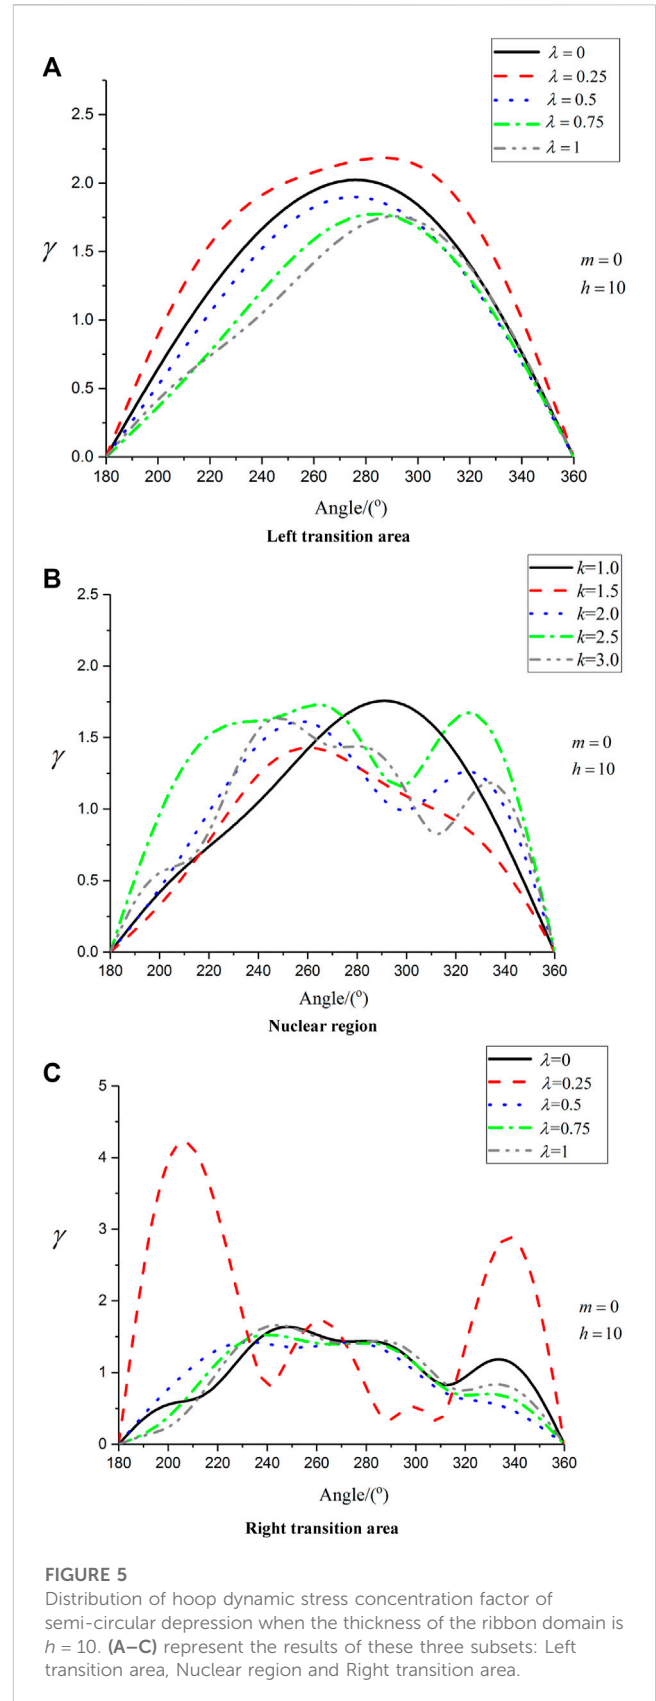 A
λ = 0
λ = 0.25
λ = 0.5
λ = 0.75
λ = 1
2.5
2.0
1.5
1.0
0.5
0.0
γ
m = 0
h = 10
180 200 220 240 260 280 300 320 340 360
Angle/(º)
Left transition area
B
k=1.0
k=1.5
k=2.0
k=2.5
k=3.0
2.5
2.0
1.5
1.0
0.5
0.0
γ
m = 0
h = 10
180 200 220 240 260 280 300 320 340 360
Angle/(º)
Nuclear region
C
λ=0
λ=0.25
λ=0.5
λ=0.75
λ=1
5
4
3
2
1
0
γ
m = 0
h = 10
180 200 220 240 260 280 300 320 340 360
Angle/(º)
Right transition area
FIGURE 5
Distribution of hoop dynamic stress concentration factor of
semi-circular depression when the thickness of the ribbon domain is
h = 10. (A–C) represent the results of these three subsets: Left
transition area, Nuclear region and Right transition area.